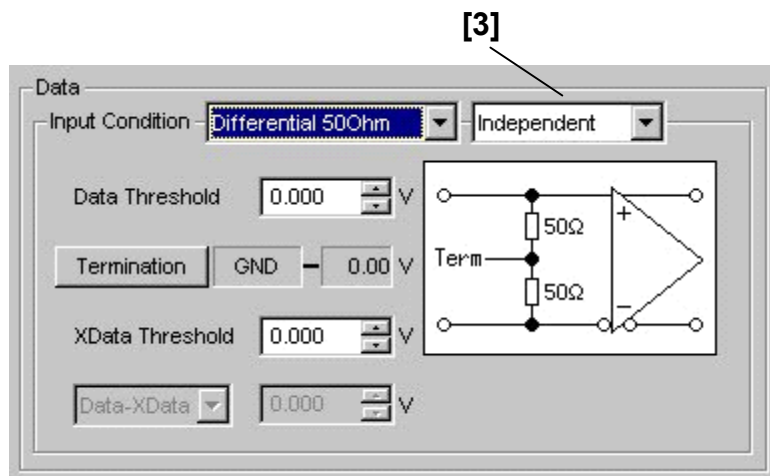 [3]
Data
Input Condition Differential 50Ohm Independent
Data Threshold 0.000 V
50Ω
+
Termination GND – 0.00 V
Term
50Ω
–
XData Threshold 0.000 V
Data-XData 0.000 V